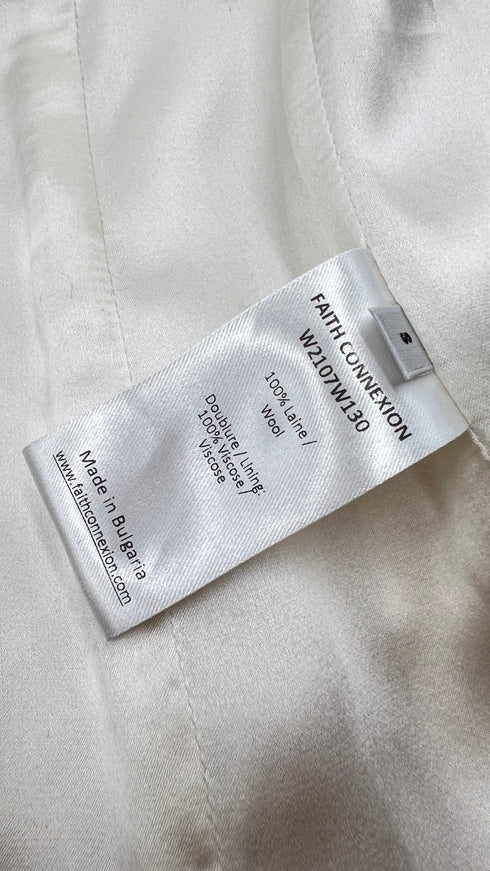 FAITH CONNEXION
W2107W130
100% Laine /
Wool
Doublure / Lining:
100% Viscose /
Viscose
Made in Bulgaria
www.faithconnexion.com
S